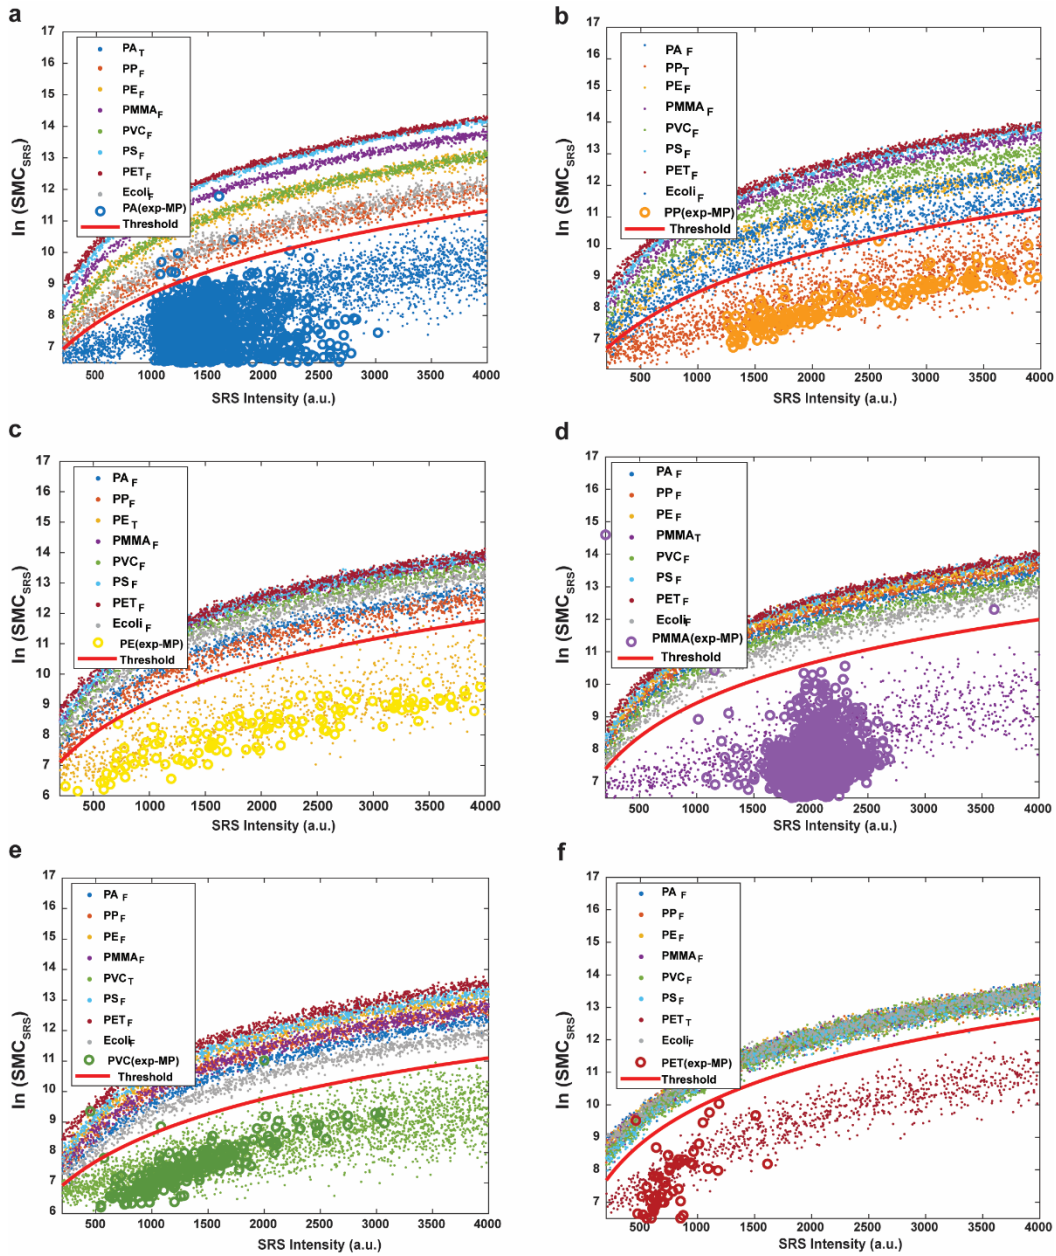 a
17
16
15
14
13
12
11
10
9
8
7
ln (SMC_SRS)
PA_T
PP_F
PE_F
PMMA_F
PVC_F
PS_F
PET_F
Ecoli_F
PA(exp-MP)
Threshold
500 1000 1500 2000 2500 3000 3500 4000
SRS Intensity (a.u.)
b
17
16
15
14
13
12
11
10
9
8
7
ln (SMC_SRS)
PA_F
PP_T
PE_F
PMMA_F
PVC_F
PS_F
PET_F
Ecoli_F
PP(exp-MP)
Threshold
500 1000 1500 2000 2500 3000 3500 4000
SRS Intensity (a.u.)
c
17
16
15
14
13
12
11
10
9
8
7
6
ln (SMC_SRS)
PA_F
PP_F
PE_T
PMMA_F
PVC_F
PS_F
PET_F
Ecoli_F
PE(exp-MP)
Threshold
500 1000 1500 2000 2500 3000 3500 4000
SRS Intensity (a.u.)
d
17
16
15
14
13
12
11
10
9
8
7
ln (SMC_SRS)
PA_F
PP_F
PE_F
PMMA_T
PVC_F
PS_F
PET_F
Ecoli_F
PMMA(exp-MP)
Threshold
500 1000 1500 2000 2500 3000 3500 4000
SRS Intensity (a.u.)
e
17
16
15
14
13
12
11
10
9
8
7
6
ln (SMC_SRS)
PA_F
PP_F
PE_F
PMMA_F
PVC_T
PS_F
PET_F
Ecoli_F
PVC(exp-MP)
Threshold
500 1000 1500 2000 2500 3000 3500 4000
SRS Intensity (a.u.)
f
17
16
15
14
13
12
11
10
9
8
7
ln (SMC_SRS)
PA_F
PP_F
PE_F
PMMA_F
PVC_F
PS_F
PET_T
Ecoli_F
PET(exp-MP)
Threshold
500 1000 1500 2000 2500 3000 3500 4000
SRS Intensity (a.u.)